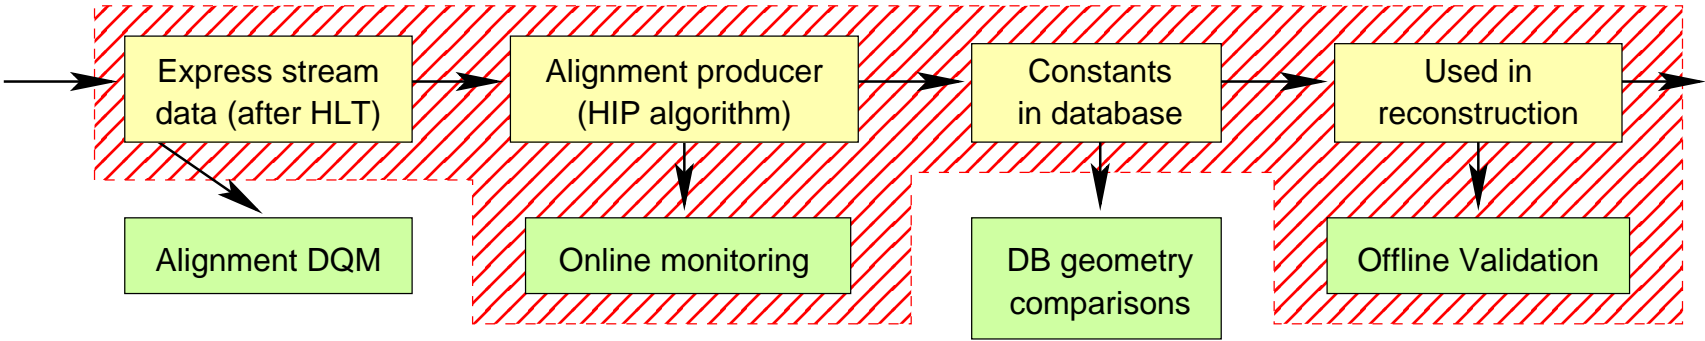 Express stream
data (after HLT)
Alignment producer
(HIP algorithm)
Constants
in database
Used in
reconstruction
Alignment DQM
Online monitoring
DB geometry
comparisons
Offline Validation